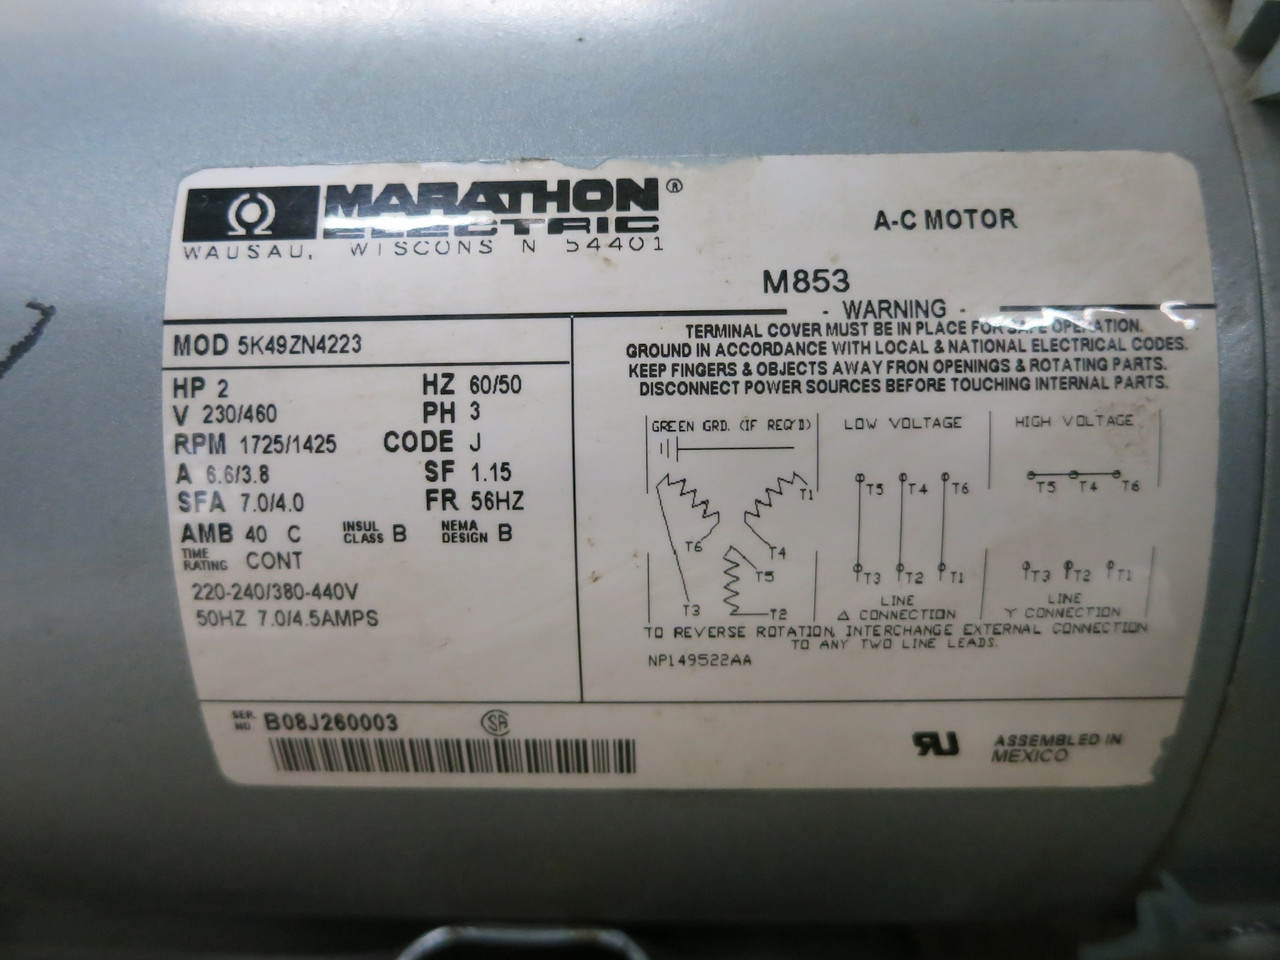 MARATHON®
ELECTRIC
WAUSAU, WISCONSIN 54401
A-C MOTOR
M853
- WARNING -
TERMINAL COVER MUST BE IN PLACE FOR SAFE OPERATION.
GROUND IN ACCORDANCE WITH LOCAL & NATIONAL ELECTRICAL CODES.
KEEP FINGERS & OBJECTS AWAY FRON OPENINGS & ROTATING PARTS.
DISCONNECT POWER SOURCES BEFORE TOUCHING INTERNAL PARTS.
MOD 5K49ZN4223
HP 2 HZ 60/50
V 230/460 PH 3
RPM 1725/1425 CODE J
A 6.6/3.8 SF 1.15
SFA 7.0/4.0 FR 56HZ
AMB 40 C INSUL CLASS B NEMA DESIGN B
TIME RATING CONT
220-240/380-440V
50HZ 7.0/4.5AMPS
GREEN GRD. (IF REQ'D) LOW VOLTAGE HIGH VOLTAGE
T1
T6 T4
T5
T3 T2
T5 T4 T6
T3 T2 T1
LINE
Δ CONNECTION
T5 T4 T6
T3 T2 T1
LINE
Y CONNECTION
TO REVERSE ROTATION, INTERCHANGE EXTERNAL CONNECTION
TO ANY TWO LINE LEADS.
NP149522AA
SER. NO. B08J260003
SA
RU
ASSEMBLED IN
MEXICO